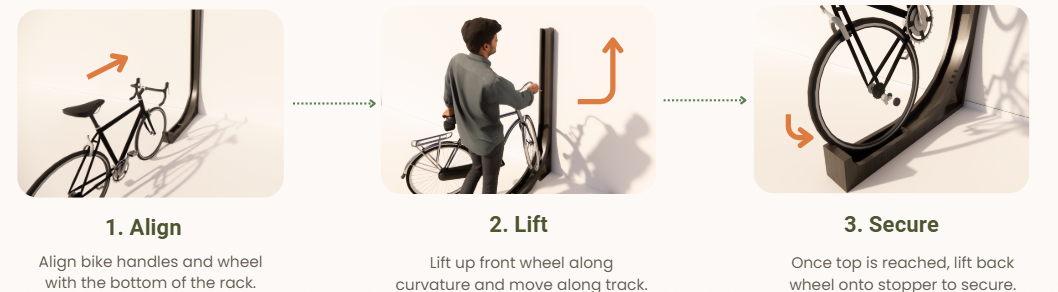 1. Align
Align bike handles and wheel
with the bottom of the rack.
2. Lift
Lift up front wheel along
curvature and move along track.
3. Secure
Once top is reached, lift back
wheel onto stopper to secure.